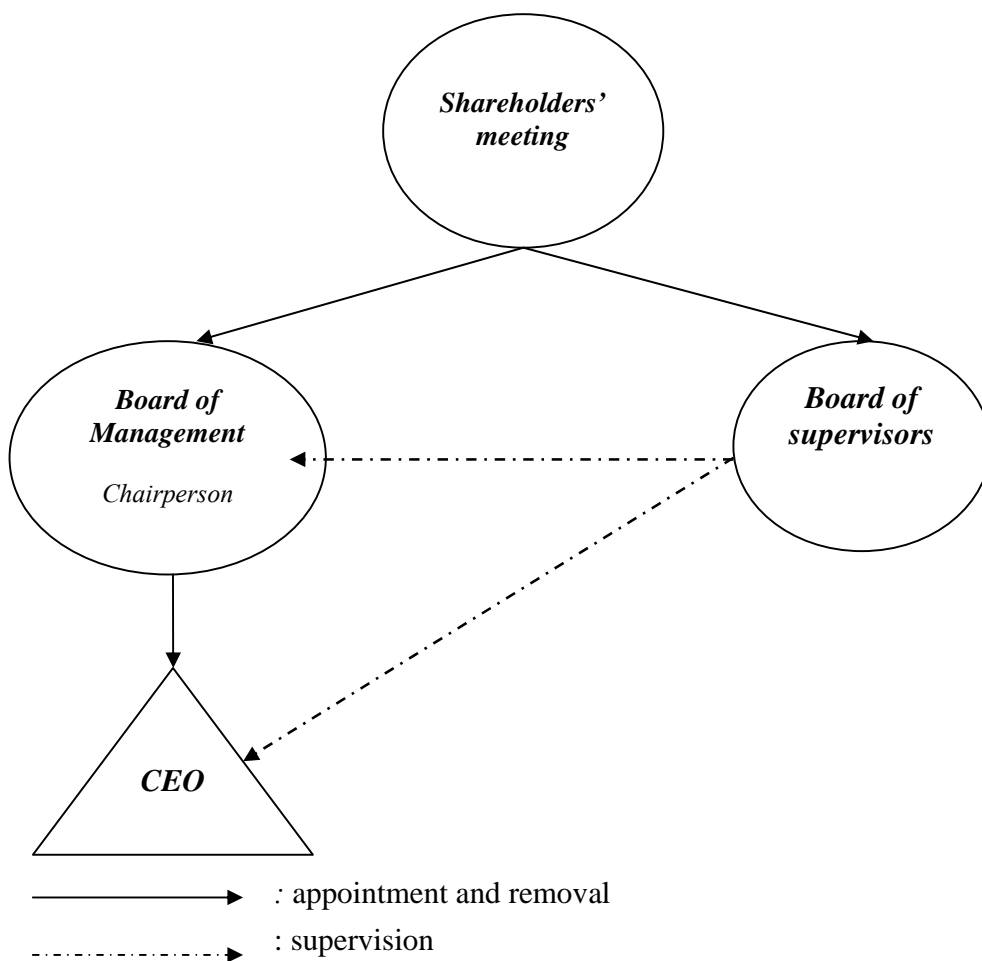 Shareholders’
meeting
Board of
Management
Chairperson
Board of
supervisors
CEO
: appointment and removal
: supervision